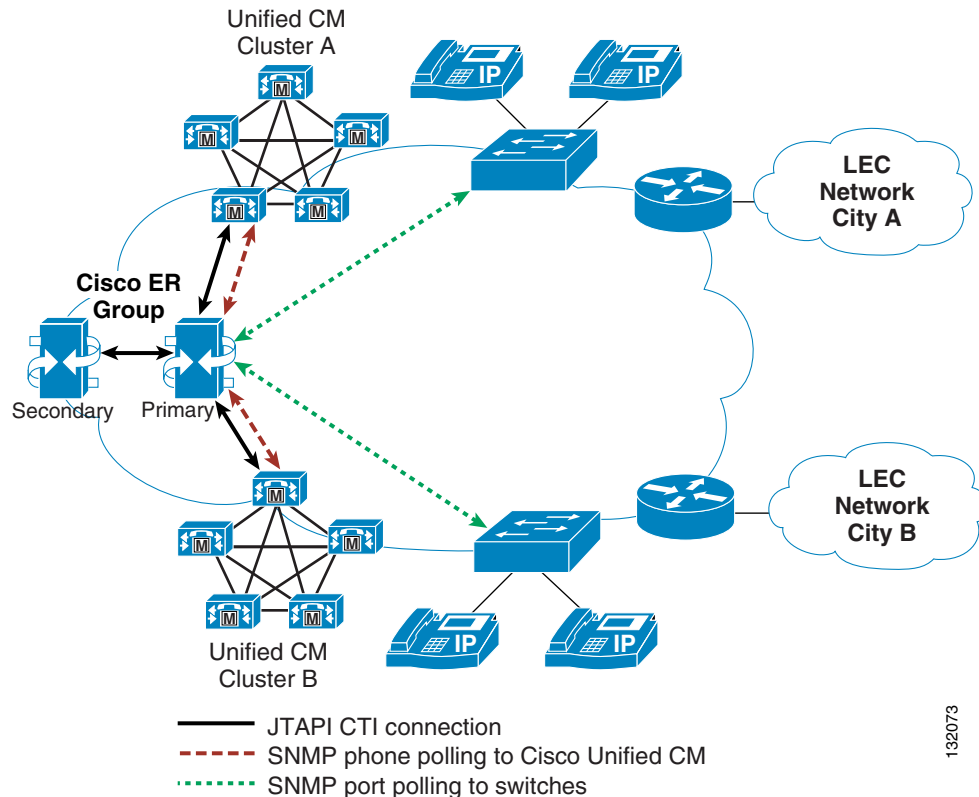 Unified CM
Cluster A
IP
IP
M
M
M
M
M
LEC
Network
City A
Cisco ER
Group
Secondary
Primary
M
M
M
M
M
LEC
Network
City B
IP
IP
Unified CM
Cluster B
JTAPI CTI connection
SNMP phone polling to Cisco Unified CM
SNMP port polling to switches
132073